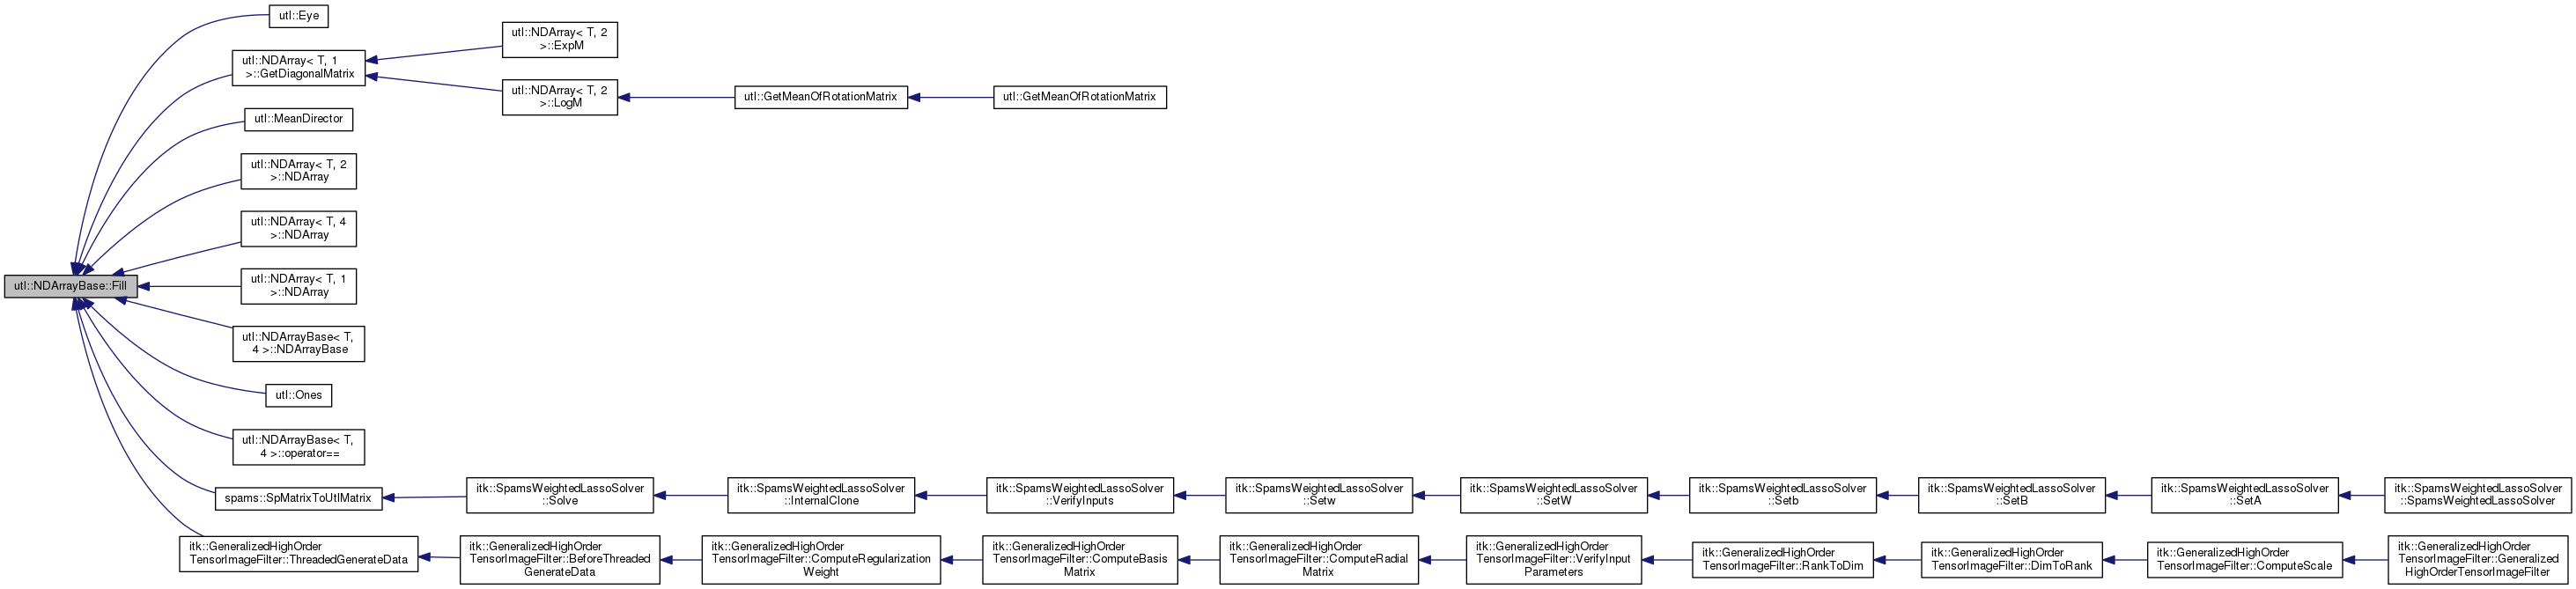 utl::Eye
utl::NDArray< T, 1
>::GetDiagonalMatrix
utl::NDArray< T, 2
>::ExpM
utl::NDArray< T, 2
>::LogM
utl::GetMeanOfRotationMatrix
utl::GetMeanOfRotationMatrix
utl::MeanDirector
utl::NDArray< T, 2
>::NDArray
utl::NDArray< T, 4
>::NDArray
utl::NDArrayBase::Fill
utl::NDArray< T, 1
>::NDArray
utl::NDArrayBase< T,
4 >::NDArrayBase
utl::Ones
utl::NDArrayBase< T,
4 >::operator==
spams::SpMatrixToUtlMatrix
itk::SpamsWeightedLassoSolver
::Solve
itk::SpamsWeightedLassoSolver
::InternalClone
itk::SpamsWeightedLassoSolver
::VerifyInputs
itk::SpamsWeightedLassoSolver
::Setw
itk::SpamsWeightedLassoSolver
::SetW
itk::SpamsWeightedLassoSolver
::Setb
itk::SpamsWeightedLassoSolver
::SetB
itk::SpamsWeightedLassoSolver
::SetA
itk::SpamsWeightedLassoSolver
::SpamsWeightedLassoSolver
itk::GeneralizedHighOrder
TensorImageFilter::ThreadedGenerateData
itk::GeneralizedHighOrder
TensorImageFilter::BeforeThreaded
GenerateData
itk::GeneralizedHighOrder
TensorImageFilter::ComputeRegularization
Weight
itk::GeneralizedHighOrder
TensorImageFilter::ComputeBasis
Matrix
itk::GeneralizedHighOrder
TensorImageFilter::ComputeRadial
Matrix
itk::GeneralizedHighOrder
TensorImageFilter::VerifyInput
Parameters
itk::GeneralizedHighOrder
TensorImageFilter::RankToDim
itk::GeneralizedHighOrder
TensorImageFilter::DimToRank
itk::GeneralizedHighOrder
TensorImageFilter::ComputeScale
itk::GeneralizedHighOrder
TensorImageFilter::Generalized
HighOrderTensorImageFilter